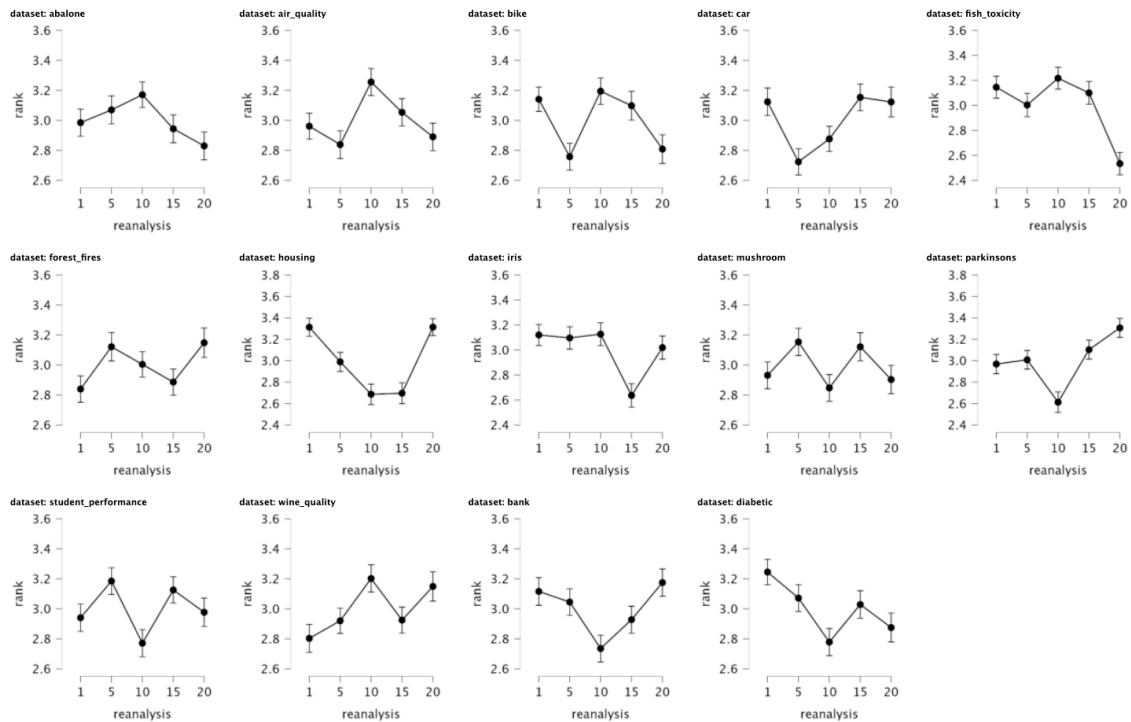 dataset: abalone
3.6
3.4
3.2
3.0
2.8
2.6
rank
1 5 10 15 20
reanalysis
dataset: air_quality
3.6
3.4
3.2
3.0
2.8
2.6
rank
1 5 10 15 20
reanalysis
dataset: bike
3.6
3.4
3.2
3.0
2.8
2.6
rank
1 5 10 15 20
reanalysis
dataset: car
3.6
3.4
3.2
3.0
2.8
2.6
rank
1 5 10 15 20
reanalysis
dataset: fish_toxicity
3.6
3.4
3.2
3.0
2.8
2.6
2.4
rank
1 5 10 15 20
reanalysis
dataset: forest_fires
3.6
3.4
3.2
3.0
2.8
2.6
rank
1 5 10 15 20
reanalysis
dataset: housing
3.8
3.6
3.4
3.2
3.0
2.8
2.6
2.4
rank
1 5 10 15 20
reanalysis
dataset: iris
3.6
3.4
3.2
3.0
2.8
2.6
2.4
rank
1 5 10 15 20
reanalysis
dataset: mushroom
3.6
3.4
3.2
3.0
2.8
2.6
rank
1 5 10 15 20
reanalysis
dataset: parkinsons
3.8
3.6
3.4
3.2
3.0
2.8
2.6
2.4
rank
1 5 10 15 20
reanalysis
dataset: student_performance
3.6
3.4
3.2
3.0
2.8
2.6
rank
1 5 10 15 20
reanalysis
dataset: wine_quality
3.6
3.4
3.2
3.0
2.8
2.6
rank
1 5 10 15 20
reanalysis
dataset: bank
3.6
3.4
3.2
3.0
2.8
2.6
rank
1 5 10 15 20
reanalysis
dataset: diabetic
3.6
3.4
3.2
3.0
2.8
2.6
rank
1 5 10 15 20
reanalysis